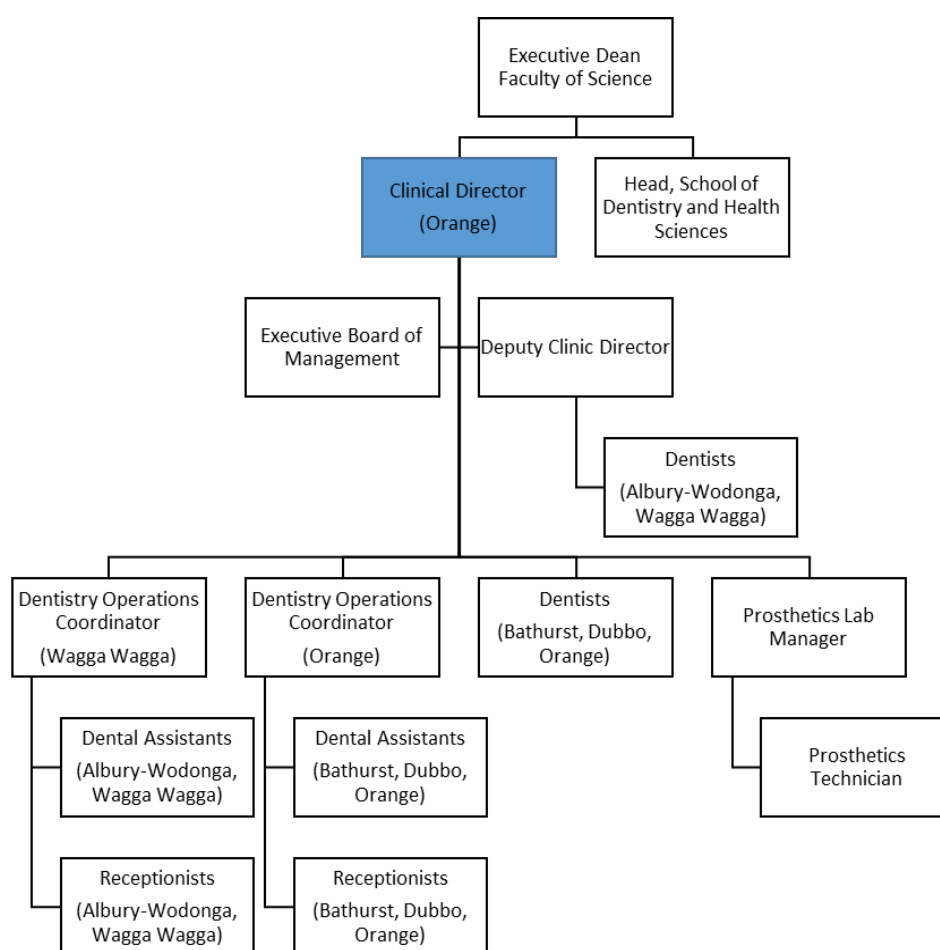 Executive Dean
Faculty of Science
Clinical Director
(Orange)
Head, School of
Dentistry and Health
Sciences
Executive Board of
Management
Deputy Clinic Director
Dentists
(Albury-Wodonga,
Wagga Wagga)
Dentistry Operations
Coordinator
(Wagga Wagga)
Dentistry Operations
Coordinator
(Orange)
Dentists
(Bathurst, Dubbo,
Orange)
Prosthetics Lab
Manager
Dental Assistants
(Albury-Wodonga,
Wagga Wagga)
Dental Assistants
(Bathurst, Dubbo,
Orange)
Prosthetics
Technician
Receptionists
(Albury-Wodonga,
Wagga Wagga)
Receptionists
(Bathurst, Dubbo,
Orange)